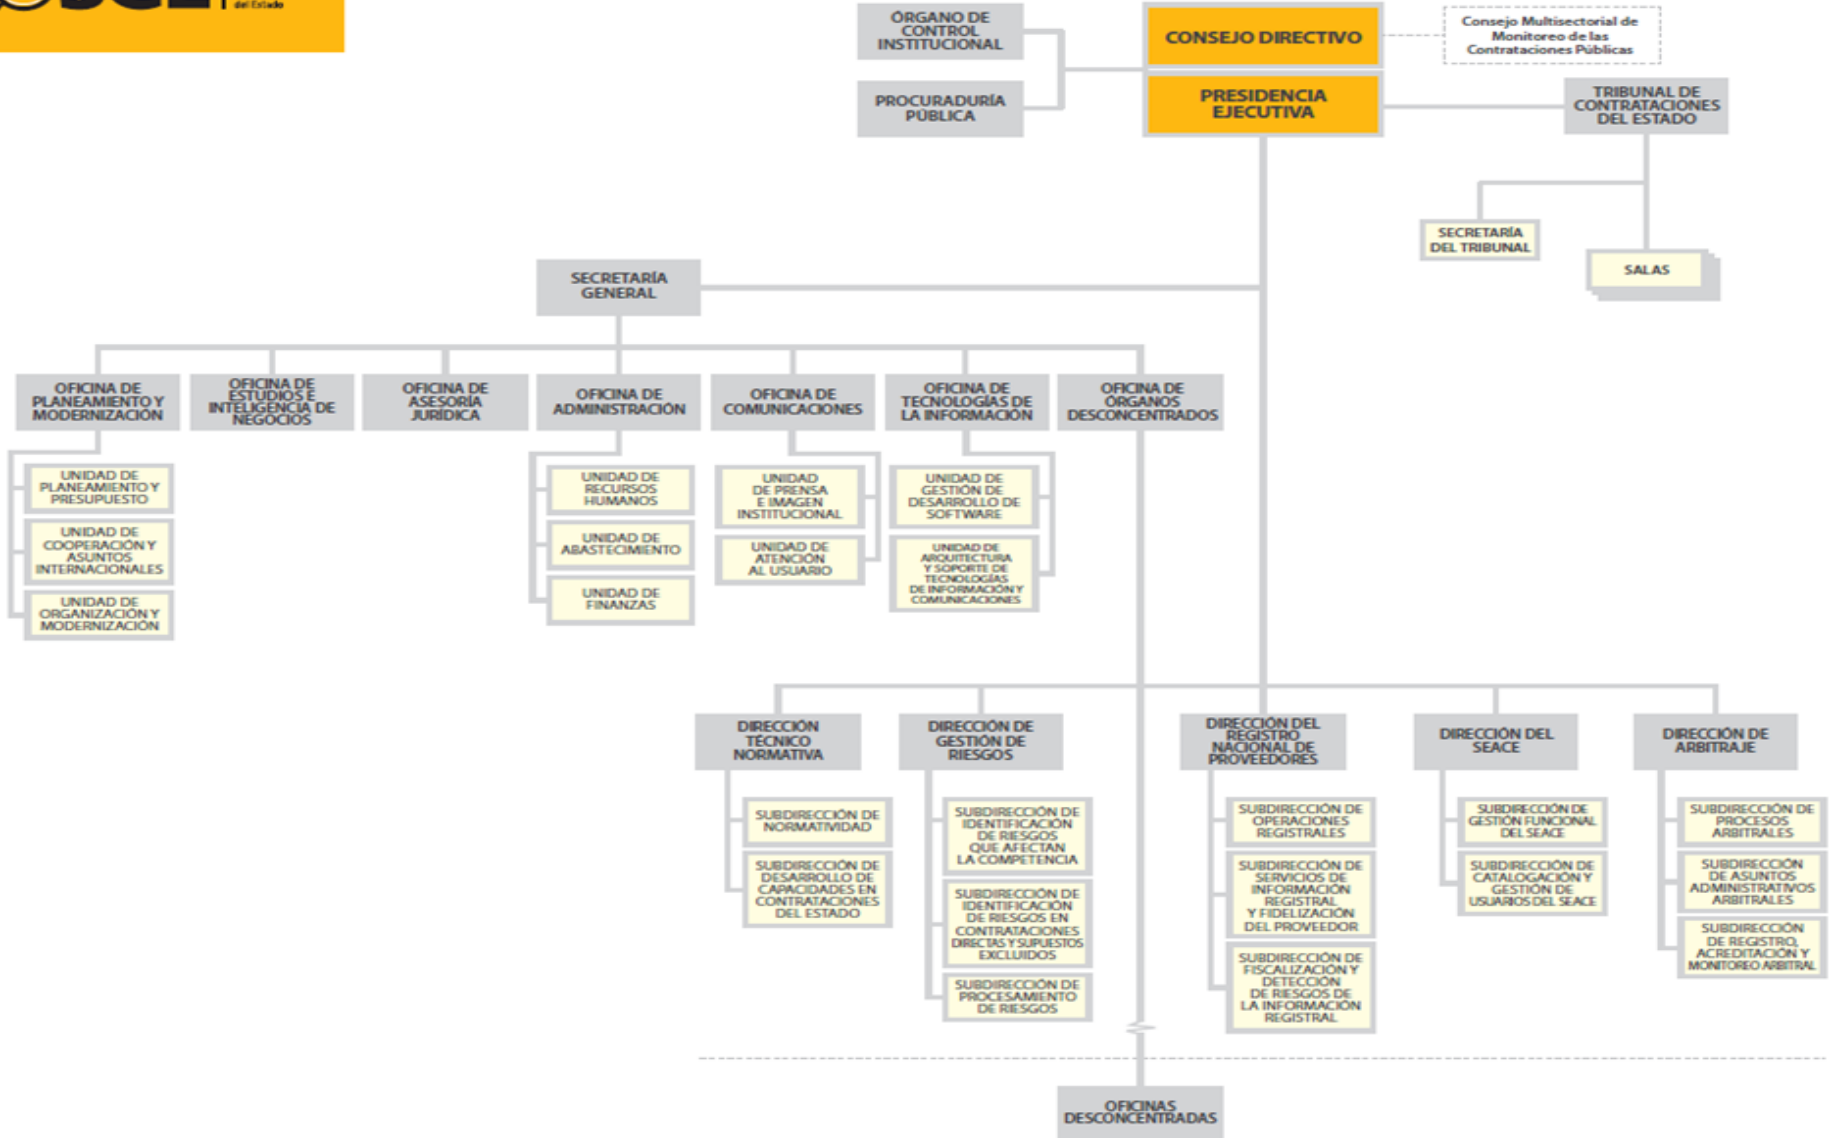 del Estado
ÓRGANO DE
CONTROL
INSTITUCIONAL
PROCURADURÍA
PÚBLICA
CONSEJO DIRECTIVO
PRESIDENCIA
EJECUTIVA
Consejo Multisectorial de
Monitoreo de las
Contrataciones Públicas
TRIBUNAL DE
CONTRATACIONES
DEL ESTADO
SECRETARÍA
DEL TRIBUNAL
SALAS
SECRETARÍA
GENERAL
OFICINA DE
PLANEAMIENTO Y
MODERNIZACIÓN
OFICINA DE
ESTUDIOS E
INTELIGENCIA DE
NEGOCIOS
OFICINA DE
ASESORÍA
JURÍDICA
OFICINA DE
ADMINISTRACIÓN
OFICINA DE
COMUNICACIONES
OFICINA DE
TECNOLOGÍAS DE
LA INFORMACIÓN
OFICINA DE
ÓRGANOS
DESCONCENTRADOS
UNIDAD DE
PLANEAMIENTO Y
PRESUPUESTO
UNIDAD DE
COOPERACIÓN Y
ASUNTOS
INTERNACIONALES
UNIDAD DE
ORGANIZACIÓN Y
MODERNIZACIÓN
UNIDAD DE
RECURSOS
HUMANOS
UNIDAD DE
ABASTECIMIENTO
UNIDAD DE
FINANZAS
UNIDAD
DE PRENSA
E IMAGEN
INSTITUCIONAL
UNIDAD DE
ATENCIÓN
AL USUARIO
UNIDAD DE
GESTIÓN DE
DESARROLLO DE
SOFTWARE
UNIDAD DE
ARQUITECTURA
Y SOPORTE DE
TECNOLOGÍAS
DE INFORMACIÓN Y
COMUNICACIONES
DIRECCIÓN
TÉCNICO
NORMATIVA
DIRECCIÓN DE
GESTIÓN DE
RIESGOS
DIRECCIÓN DEL
REGISTRO
NACIONAL DE
PROVEEDORES
DIRECCIÓN DEL
SEACE
DIRECCIÓN DE
ARBITRAJE
SUBDIRECCIÓN DE
NORMATIVIDAD
SUBDIRECCIÓN DE
DESARROLLO DE
CAPACIDADES EN
CONTRATACIONES
DEL ESTADO
SUBDIRECCIÓN DE
IDENTIFICACIÓN
DE RIESGOS
QUE AFECTAN
LA COMPETENCIA
SUBDIRECCIÓN DE
IDENTIFICACIÓN
DE RIESGOS EN
CONTRATACIONES
DIRECTAS Y SUPUESTOS
EXCLUIDOS
SUBDIRECCIÓN DE
PROCESAMIENTO
DE RIESGOS
SUBDIRECCIÓN DE
OPERACIONES
REGISTRALES
SUBDIRECCIÓN DE
SERVICIOS DE
INFORMACIÓN
REGISTRAL
Y FIDELIZACIÓN
DEL PROVEEDOR
SUBDIRECCIÓN DE
FISCALIZACIÓN Y
DETECCIÓN
DE RIESGOS DE
LA INFORMACIÓN
REGISTRAL
SUBDIRECCIÓN DE
GESTIÓN FUNCIONAL
DEL SEACE
SUBDIRECCIÓN DE
CATALOGACIÓN Y
GESTIÓN DE
USUARIOS DEL SEACE
SUBDIRECCIÓN DE
PROCESOS
ARBITRALES
SUBDIRECCIÓN
DE ASUNTOS
ADMINISTRATIVOS
ARBITRALES
SUBDIRECCIÓN
DE REGISTRO,
ACREDITACIÓN Y
MONITOREO ARBITRAL
OFICINAS
DESCONCENTRADAS